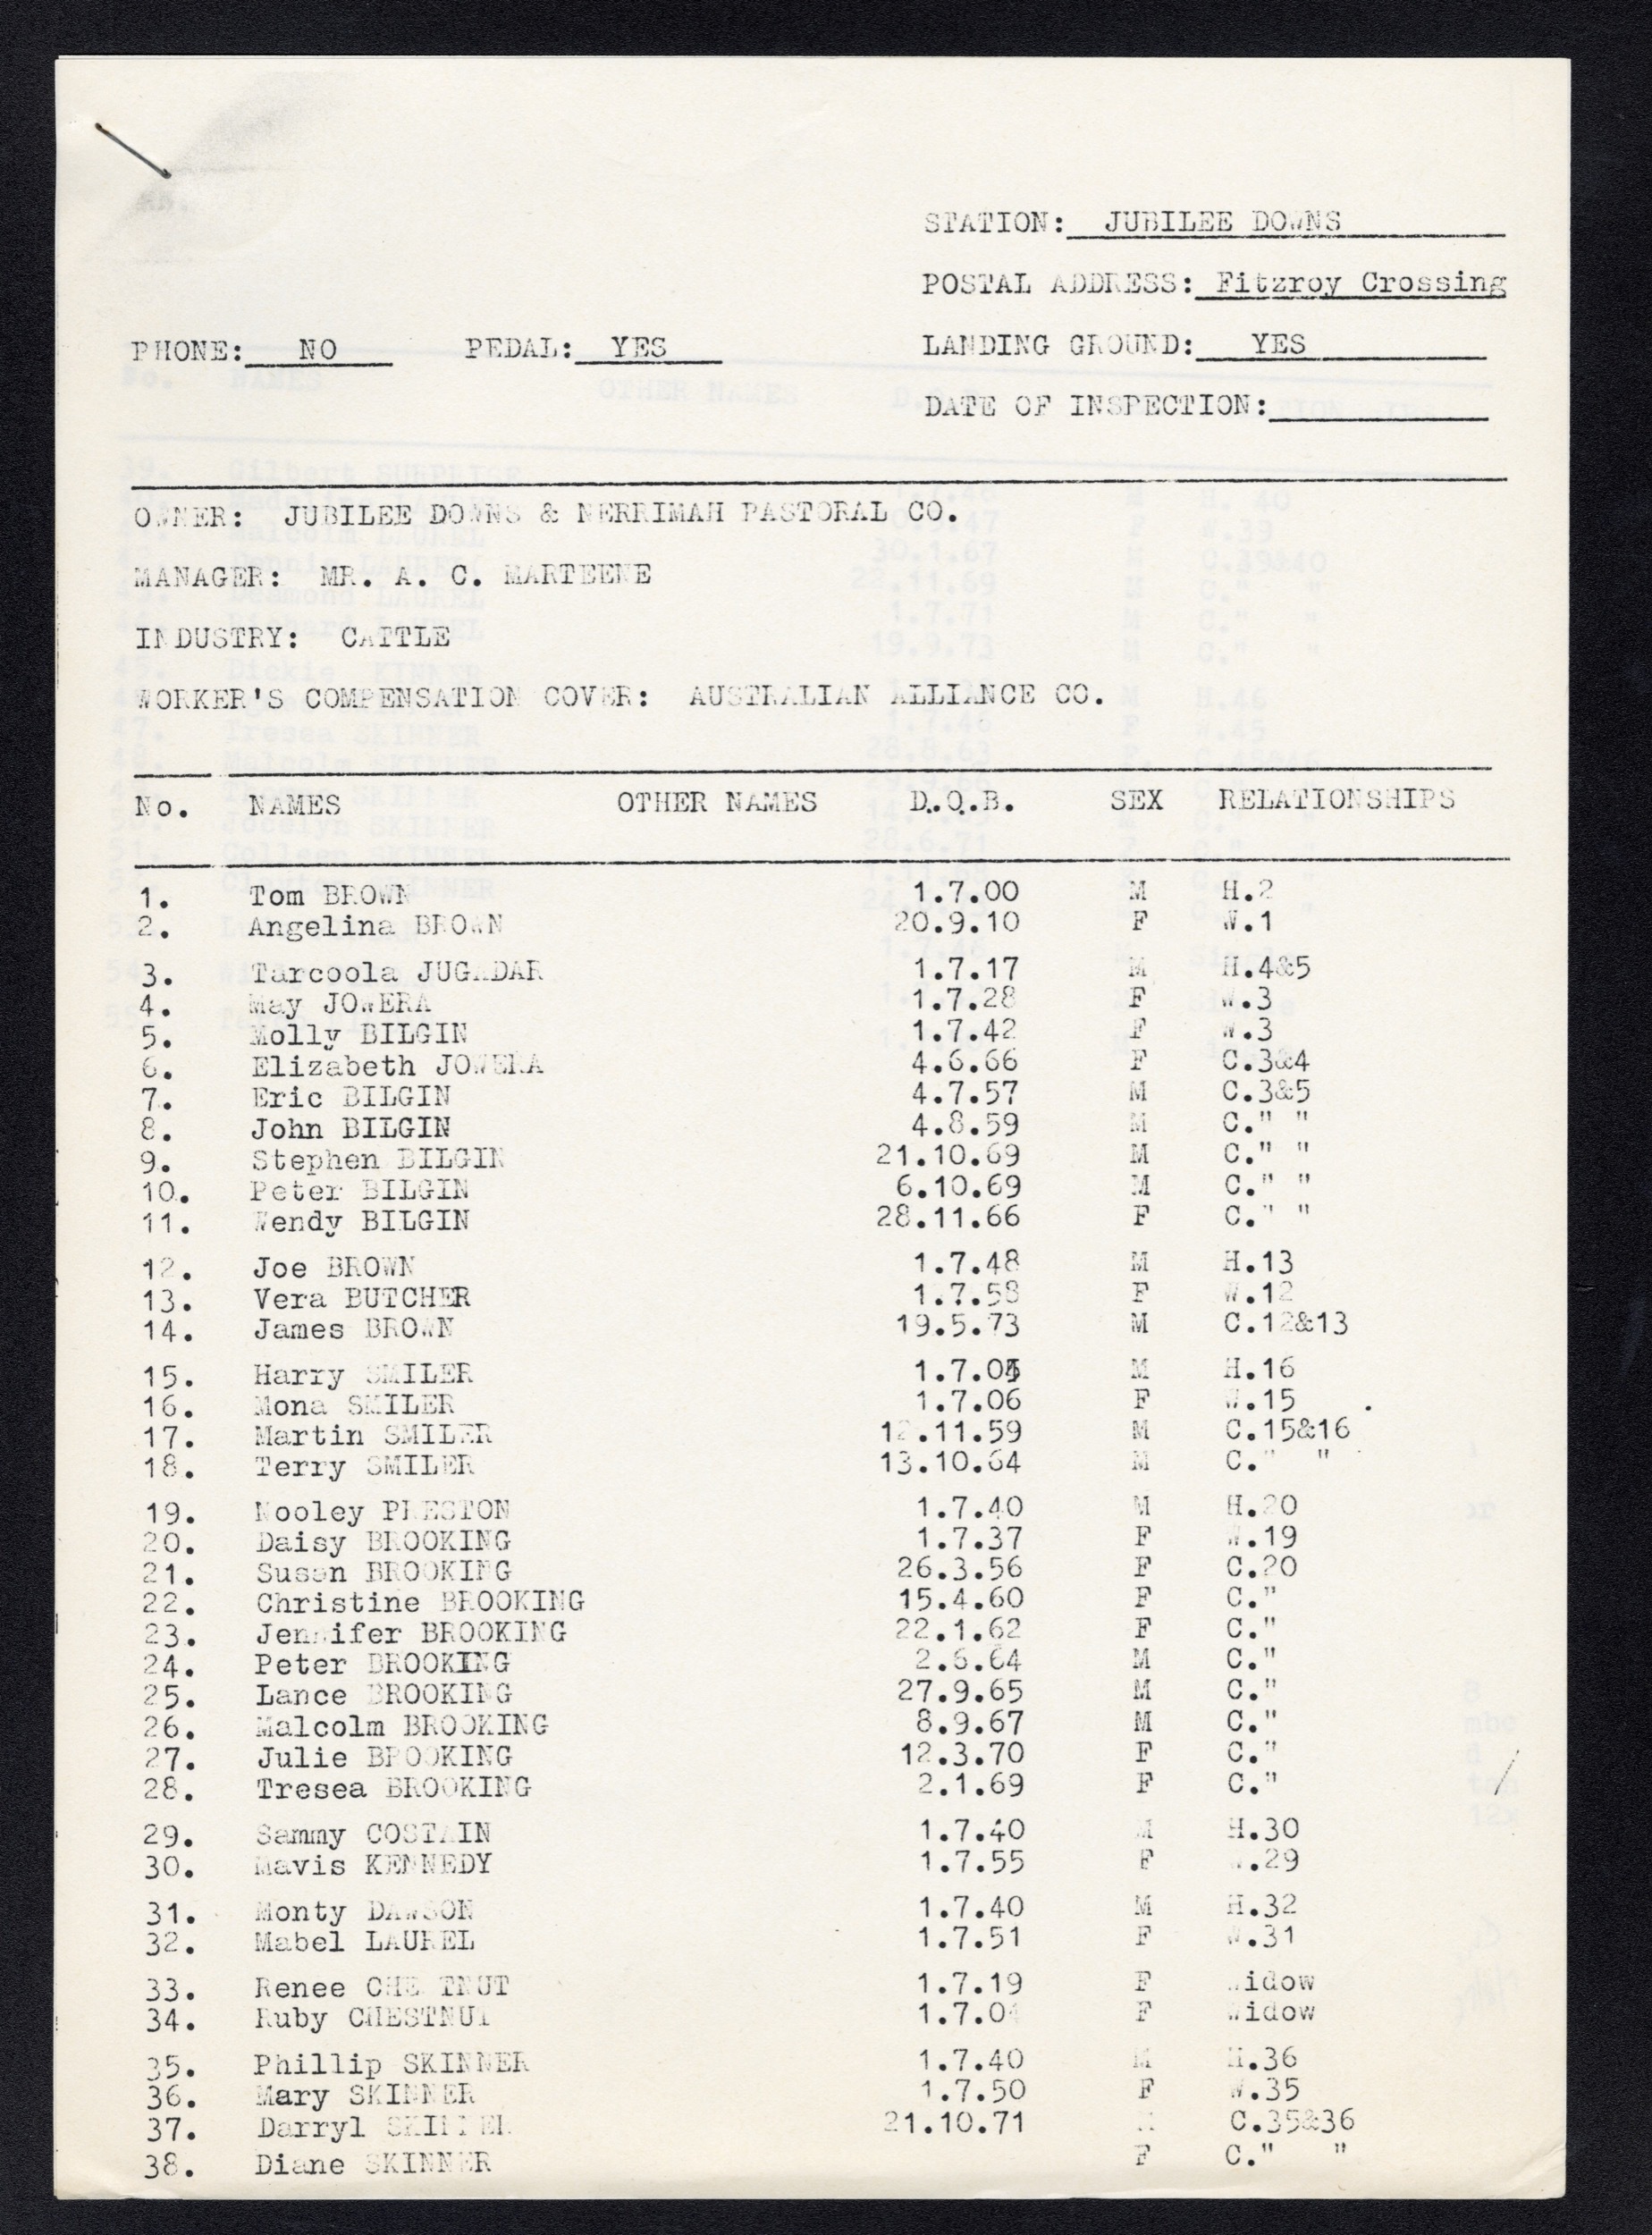 STATION: JUBILEE DOWNS
POSTAL ADDRESS: Fitzroy Crossing
PHONE: NO PEDAL: YES LANDING GROUND: YES
DATE OF INSPECTION:
OWNER: JUBILEE DOWNS & NERRIMAH PASTORAL CO.
MANAGER: MR. A. C. MARTEENE
INDUSTRY: CATTLE
WORKER'S COMPENSATION COVER: AUSTRALIAN ALLIANCE CO.
No. NAMES OTHER NAMES D.O.B. SEX RELATIONSHIPS
1. Tom BROWN 1.7.00 M H.2
2. Angelina BROWN 20.9.10 F W.1
3. Tarcoola JUGADAR 1.7.17 M H.4&5
4. May JOWERA 1.7.28 F W.3
5. Molly BILGIN 1.7.42 F W.3
6. Elizabeth JOWERA 4.6.66 F C.3&4
7. Eric BILGIN 4.7.57 M C.3&5
8. John BILGIN 4.8.59 M C." "
9. Stephen BILGIN 21.10.69 M C." "
10. Peter BILGIN 6.10.69 M C." "
11. Wendy BILGIN 28.11.66 F C." "
12. Joe BROWN 1.7.48 M H.13
13. Vera BUTCHER 1.7.58 F W.12
14. James BROWN 19.5.73 M C.12&13
15. Harry SMILER M H.16
16. Mona SMILER 1.7.06 F W.15
17. Martin SMILER 12.11.59 M C.15&16
18. Terry SMILER 13.10.64 M C." "
19. Nooley PRESTON 1.7.40 M H.20
20. Daisy BROOKING 1.7.37 F W.19
21. Susan BROOKING 26.3.56 F C.20
22. Christine BROOKING 15.4.60 F C."
23. Jennifer BROOKING 22.1.62 F C."
24. Peter BROOKING 2.6.64 M C."
25. Lance BROOKING 27.9.65 M C."
26. Malcolm BROOKING 8.9.67 M C."
27. Julie BROOKING 12.3.70 F C."
28. Tresea BROOKING 2.1.69 F C."
29. Sammy COSTAIN 1.7.40 M H.30
30. Mavis KENNEDY 1.7.55 F W.29
31. Monty DAWSON 1.7.40 M H.32
32. Mabel LAUREL 1.7.51 F W.31
33. Renee CHESTNUT 1.7.19 F Widow
34. Ruby CHESTNUT F Widow
35. Phillip SKINNER 1.7.40 M H.36
36. Mary SKINNER 1.7.50 F W.35
37. Darryl SKINNER 21.10.71 M C.35&36
38. Diane SKINNER F C." "